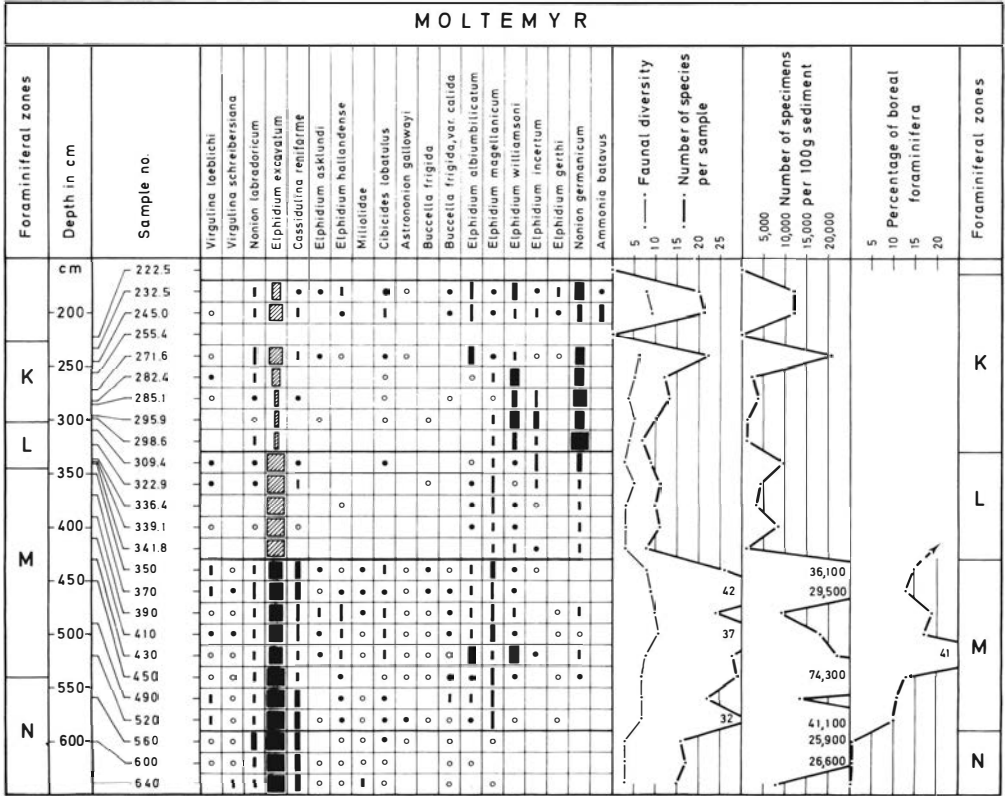 MOLTEMYR
Foraminiferal zones
Depth in cm
Sample no.
Virgulina loeblichi
Virgulina schreibersiana
Nonion labradoricum
Elphidium excavatum
Cassidulina reniforme
Elphidium asklundi
Elphidium hallandense
Miliolidae
Cibicides lobatulus
Astrononion gallowayi
Buccella frigida
Buccella frigida, var. calida
Elphidium albiumbilicatum
Elphidium magellanicum
Elphidium williamsoni
Elphidium incertum
Elphidium gerthi
Nonion germanicum
Ammonia batavus
Faunal diversity
Number of species
per sample
5 10 15 20 25
Number of specimens
per 100g sediment
5,000
10,000
15,000
20,000
Percentage of boreal
foraminifera
5 10 15 20
Foraminiferal zones
cm
200
250
300
350
400
450
500
550
600
K
L
M
N
222.5
232.5
245.0
255.4
271.6
282.4
285.1
295.9
298.6
309.4
322.9
336.4
339.1
341.8
350
370
390
410
430
450
490
520
560
600
640
42
37
32
36,100
29,500
74,300
41,100
25,900
26,600
41
K
L
M
N